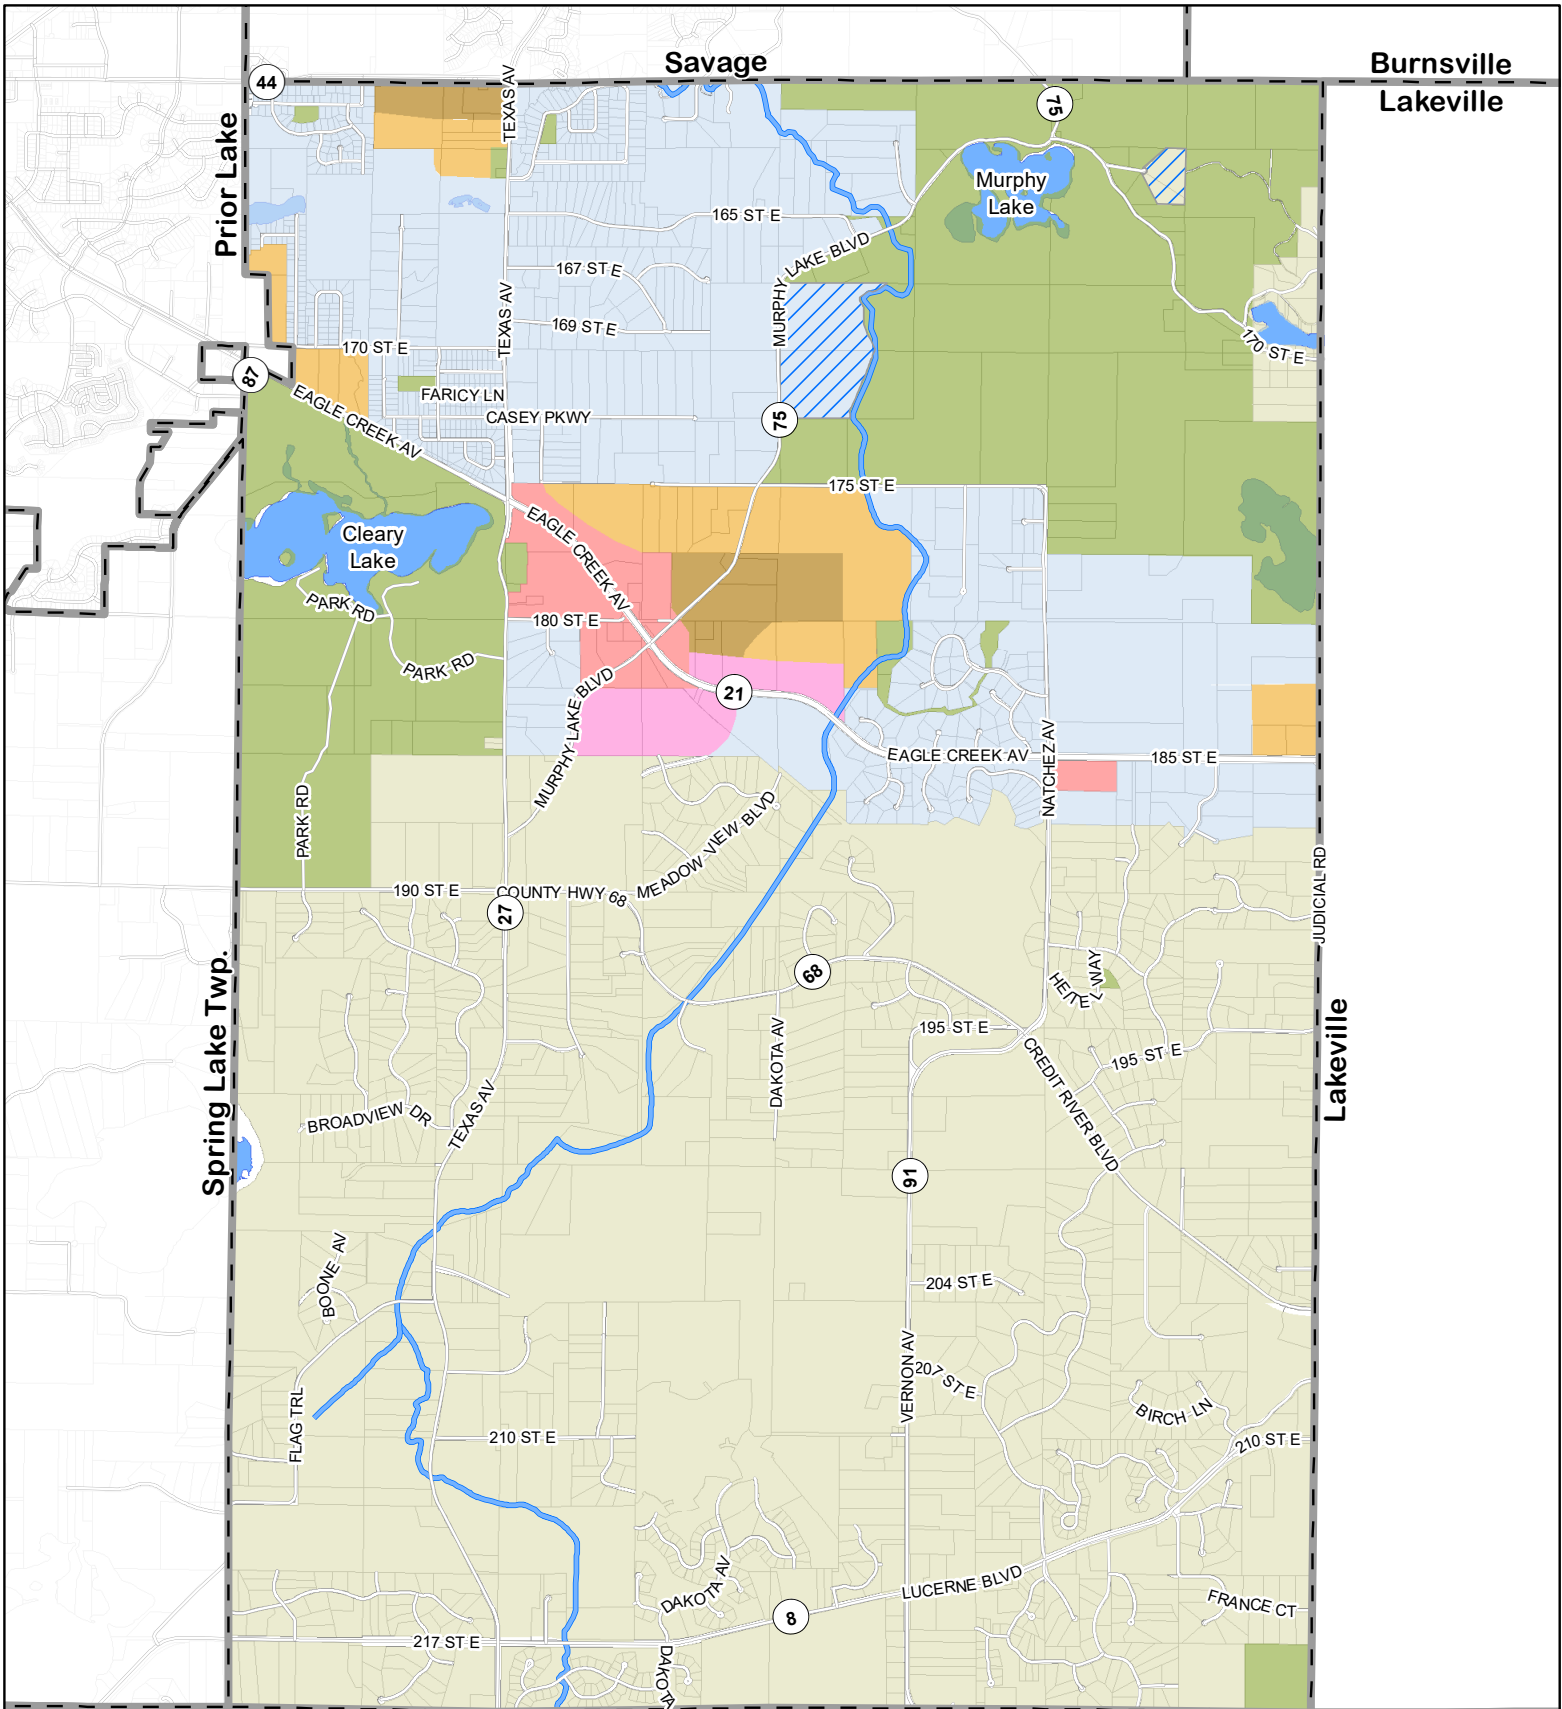 Savage
Burnsville
Lakeville
44
75
Prior Lake
TEXAS AV
Murphy
Lake
165 ST E
MURPHY LAKE BLVD
167 ST E
TEXAS AV
169 ST E
170 ST E
170 ST E
87
EAGLE CREEK AV
FARICY LN
CASEY PKWY
75
175 ST E
Cleary
Lake
EAGLE CREEK AV
PARK RD
180 ST E
PARK RD
21
MURPHY LAKE BLVD
EAGLE CREEK AV
NATCHEZ AV
185 ST E
PARK RD
MEADOW VIEW BLVD
190 ST E
COUNTY HWY 68
27
JUDICIAL RD
Spring Lake Twp.
68
HEITEL WAY
Lakeville
195 ST E
DAKOTA AV
CREDIT RIVER BLVD
195 ST E
BROADVIEW DR
TEXAS AV
91
BOONE AV
204 ST E
VERNON AV
207 ST E
FLAG TRL
BIRCH LN
210 ST E
210 ST E
DAKOTA AV
LUCERNE BLVD
FRANCE CT
8
217 ST E
DAKOTA